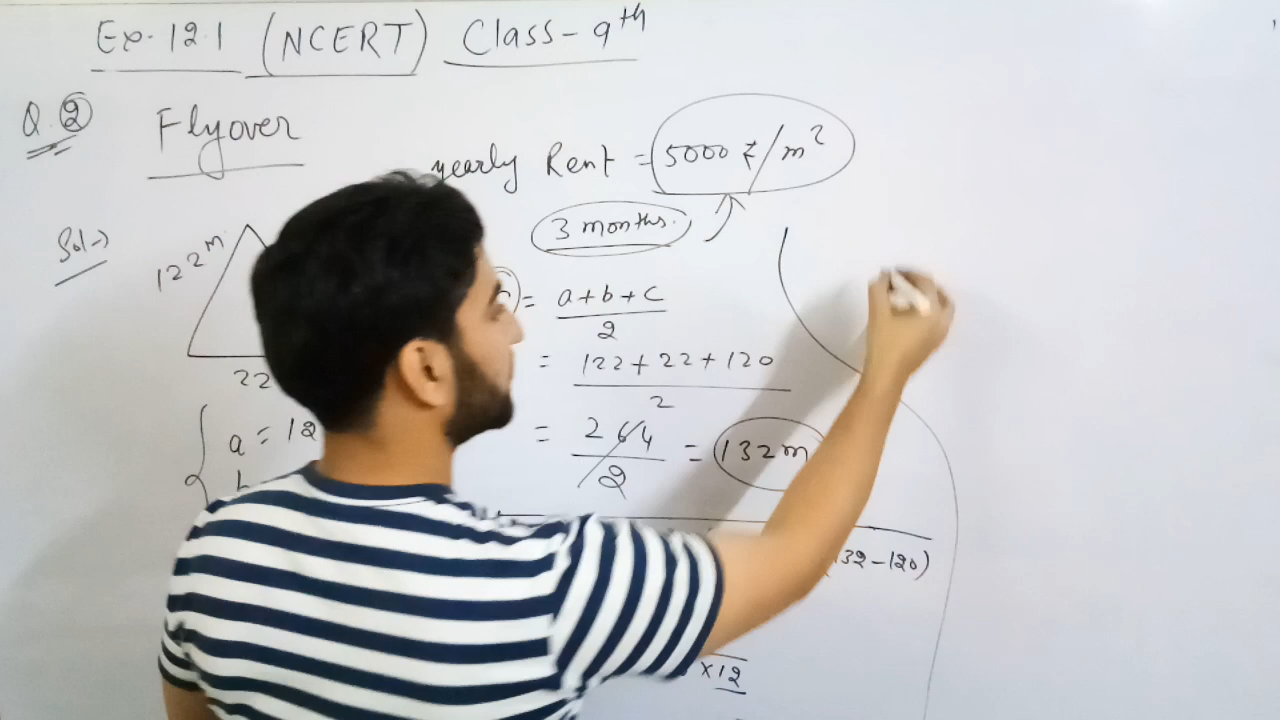 Ex. 12.1 (NCERT) Class-9th
Q. 2 Flyover
yearly Rent = 5000 ₹/m²
3 months.
Sol→
122 m
= a+b+c / 2
22
= 122+22+120 / 2
a = 12
= 264 / 2 = 132m
132-120)
×12